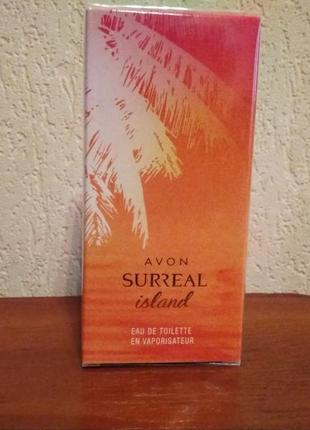 AVON
SURREAL
island
EAU DE TOILETTE
EN VAPORISATEUR